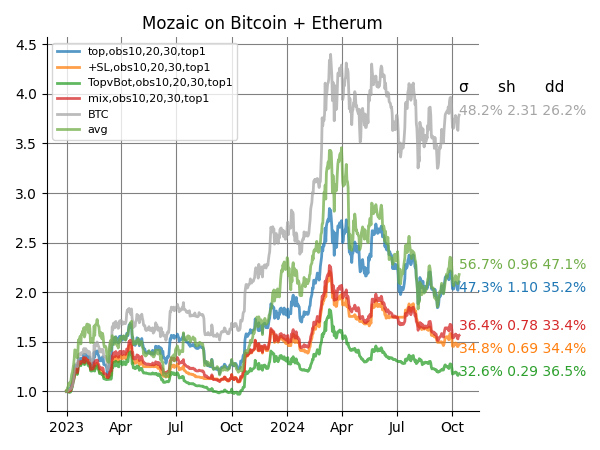 Mozaic on Bitcoin + Etherum
4.5
4.0
3.5
3.0
2.5
2.0
1.5
1.0
top,obs10,20,30,top1
+SL,obs10,20,30,top1
TopvBot,obs10,20,30,top1
mix,obs10,20,30,top1
BTC
avg
σ sh dd
48.2% 2.31 26.2%
56.7% 0.96 47.1%
47.3% 1.10 35.2%
36.4% 0.78 33.4%
34.8% 0.69 34.4%
32.6% 0.29 36.5%
2023 Apr Jul Oct 2024 Apr Jul Oct